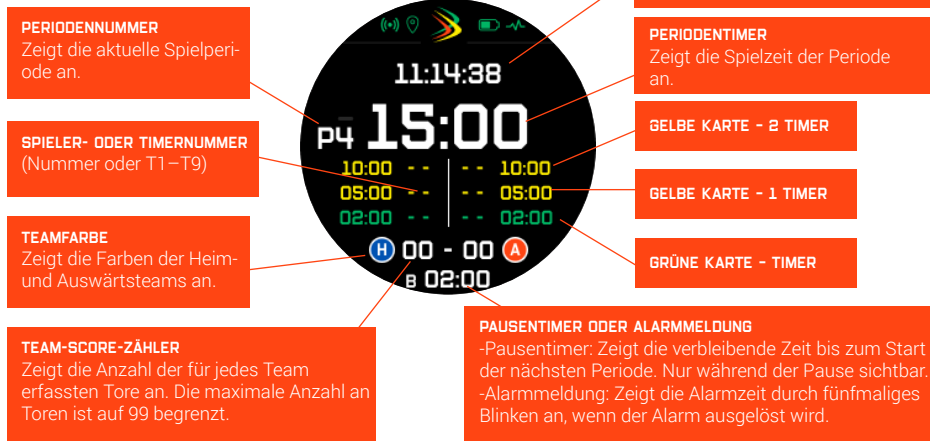 PERIODENNUMMER
Zeigt die aktuelle Spielperi-
ode an.
SPIELER- ODER TIMERNUMMER
(Nummer oder T1–T9)
TEAMFARBE
Zeigt die Farben der Heim-
und Auswärtsteams an.
TEAM-SCORE-ZÄHLER
Zeigt die Anzahl der für jedes Team
erfassten Tore an. Die maximale Anzahl an
Toren ist auf 99 begrenzt.
11:14:38
P4 15:00
10:00 - - - - 10:00
05:00 - - - - 05:00
02:00 - - - - 02:00
H 00 - 00 A
B 02:00
PERIODENTIMER
Zeigt die Spielzeit der Periode
an.
GELBE KARTE - 2 TIMER
GELBE KARTE - 1 TIMER
GRÜNE KARTE - TIMER
PAUSENTIMER ODER ALARMMELDUNG
-Pausentimer: Zeigt die verbleibende Zeit bis zum Start
der nächsten Periode. Nur während der Pause sichtbar.
-Alarmmeldung: Zeigt die Alarmzeit durch fünfmaliges
Blinken an, wenn der Alarm ausgelöst wird.